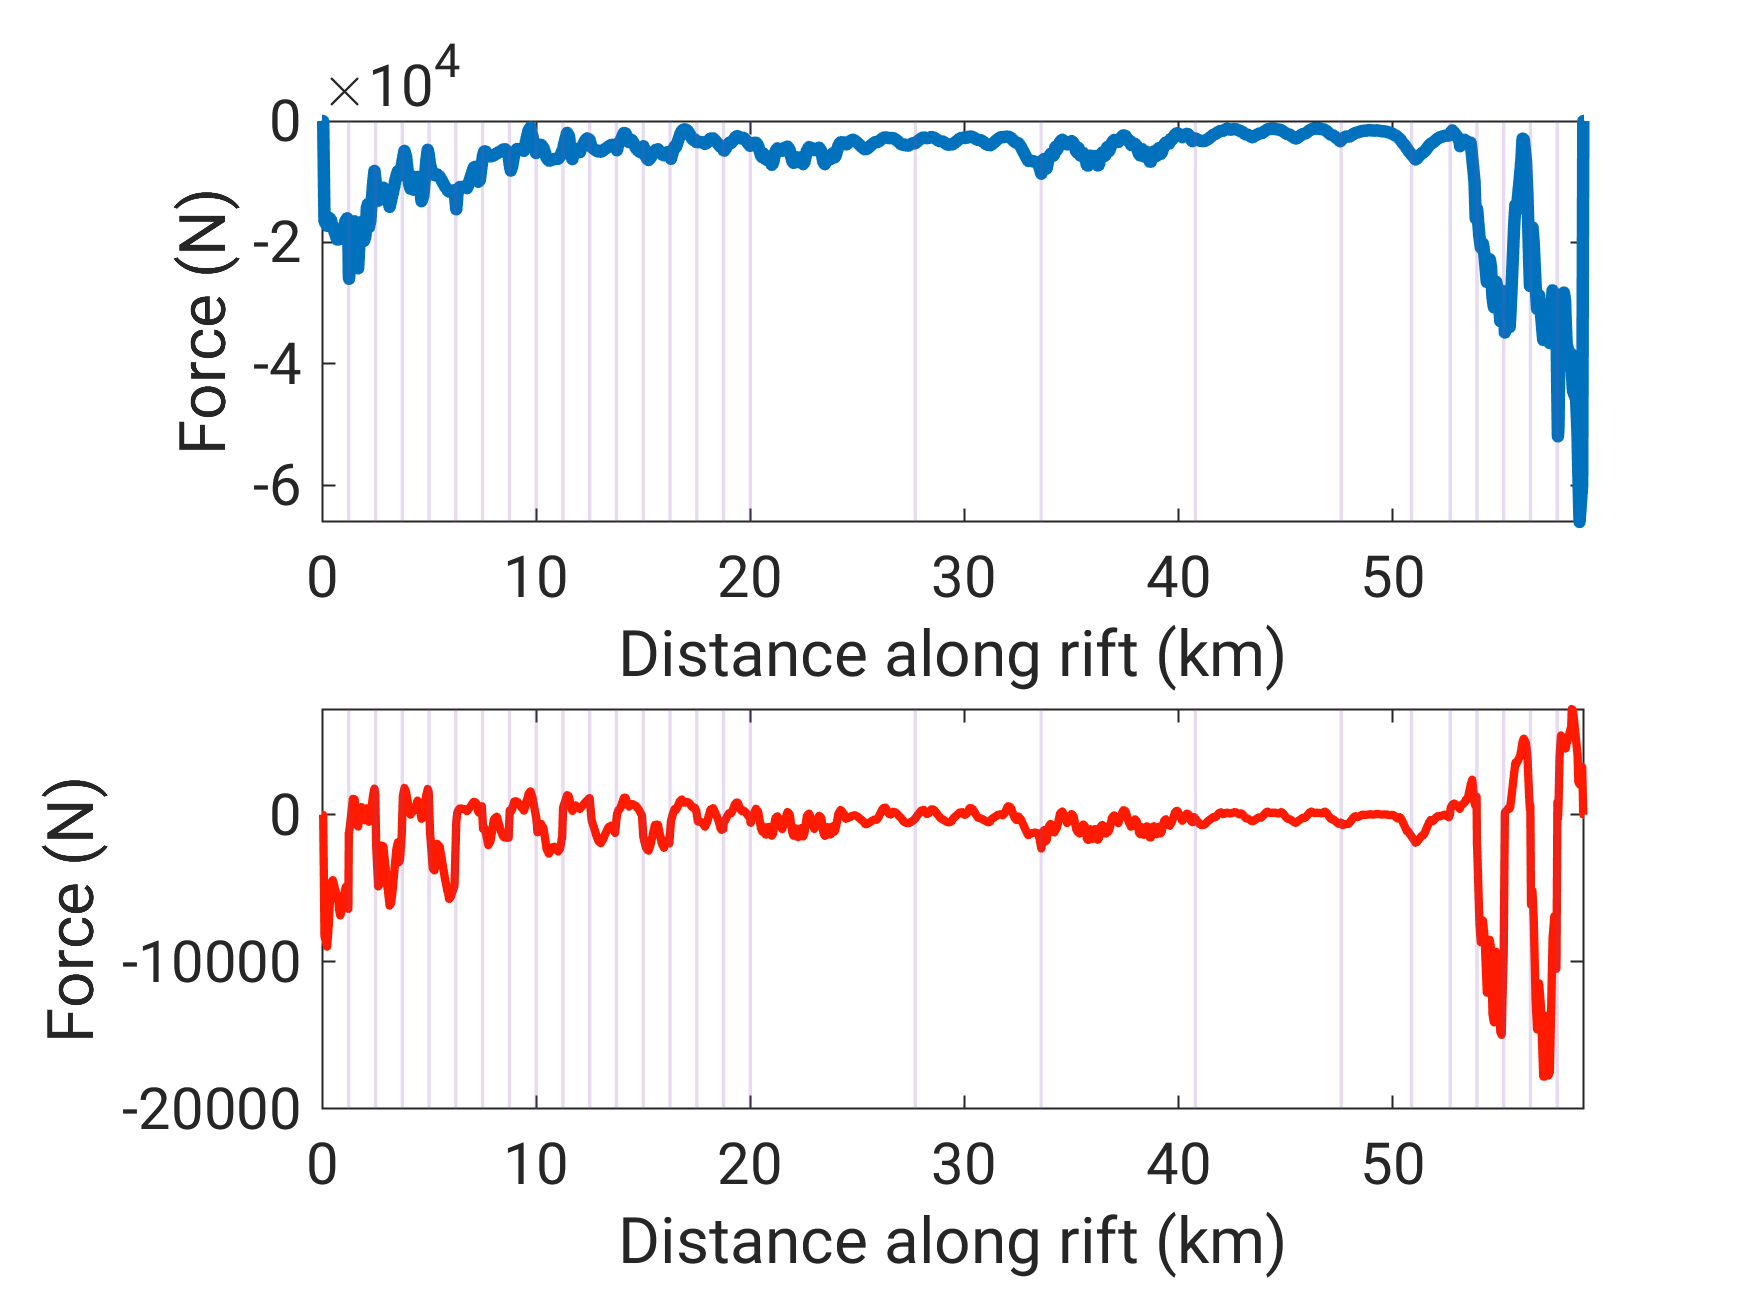 ×10⁴
0
-2
-4
-6
Force (N)
0 10 20 30 40 50
Distance along rift (km)
0
-10000
-20000
Force (N)
0 10 20 30 40 50
Distance along rift (km)